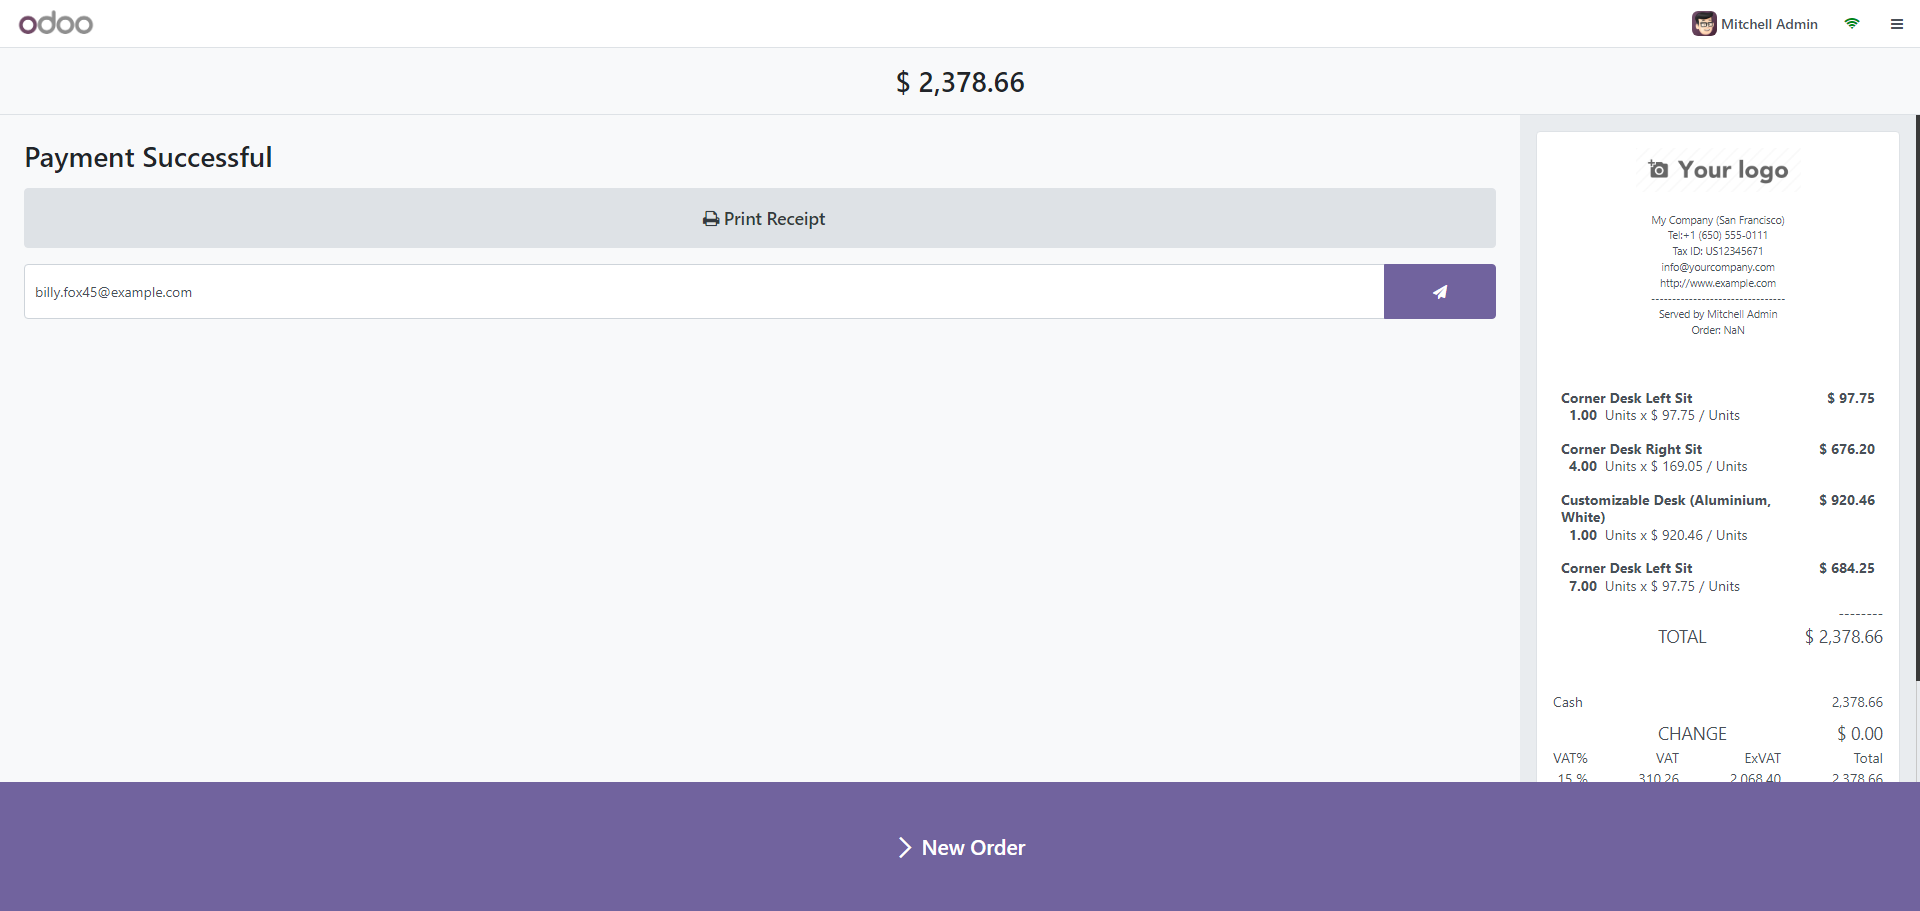 odoo
Mitchell Admin
$ 2,378.66
Payment Successful
Print Receipt
billy.fox45@example.com
Your logo
My Company (San Francisco)
Tel:+1 (650) 555-0111
Tax ID: US12345671
info@yourcompany.com
http://www.example.com
--------------------------------
Served by Mitchell Admin
Order: NaN
Corner Desk Left Sit $ 97.75
1.00 Units x $ 97.75 / Units
Corner Desk Right Sit $ 676.20
4.00 Units x $ 169.05 / Units
Customizable Desk (Aluminium, $ 920.46
White)
1.00 Units x $ 920.46 / Units
Corner Desk Left Sit $ 684.25
7.00 Units x $ 97.75 / Units
--------
TOTAL $ 2,378.66
Cash 2,378.66
CHANGE $ 0.00
VAT% VAT ExVAT Total
15 % 310.26 2,068.40 2,378.66
New Order